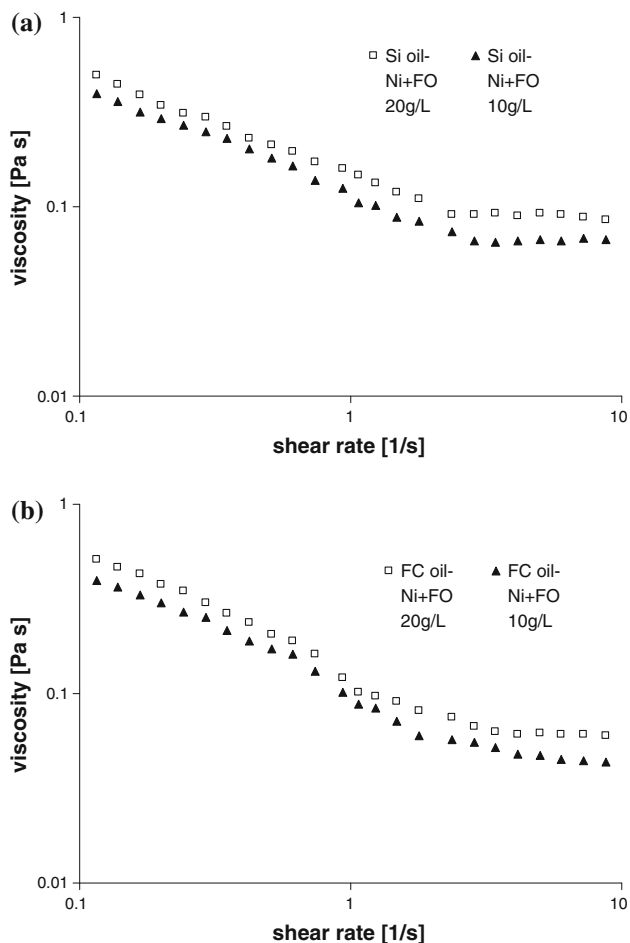 (a)
1
Si oil-
Ni+FO
20g/L
Si oil-
Ni+FO
10g/L
viscosity [Pa s]
0.1
0.01
0.1
1
10
shear rate [1/s]
(b)
1
FC oil-
Ni+FO
20g/L
FC oil-
Ni+FO
10g/L
viscosity [Pa s]
0.1
0.01
0.1
1
10
shear rate [1/s]